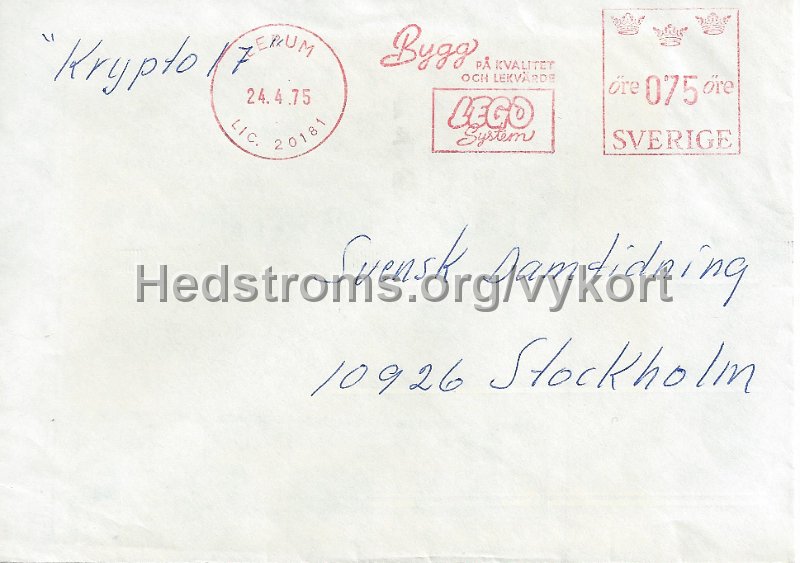 "Krypto 17"
LERUM
24.4.75
LIC. 20181
Bygg
PÅ KVALITET
OCH LEKVÄRDE
LEGO
System
öre 075 öre
SVERIGE
Svensk Damtidning
Hedstroms.org/vykort
10926 Stockholm